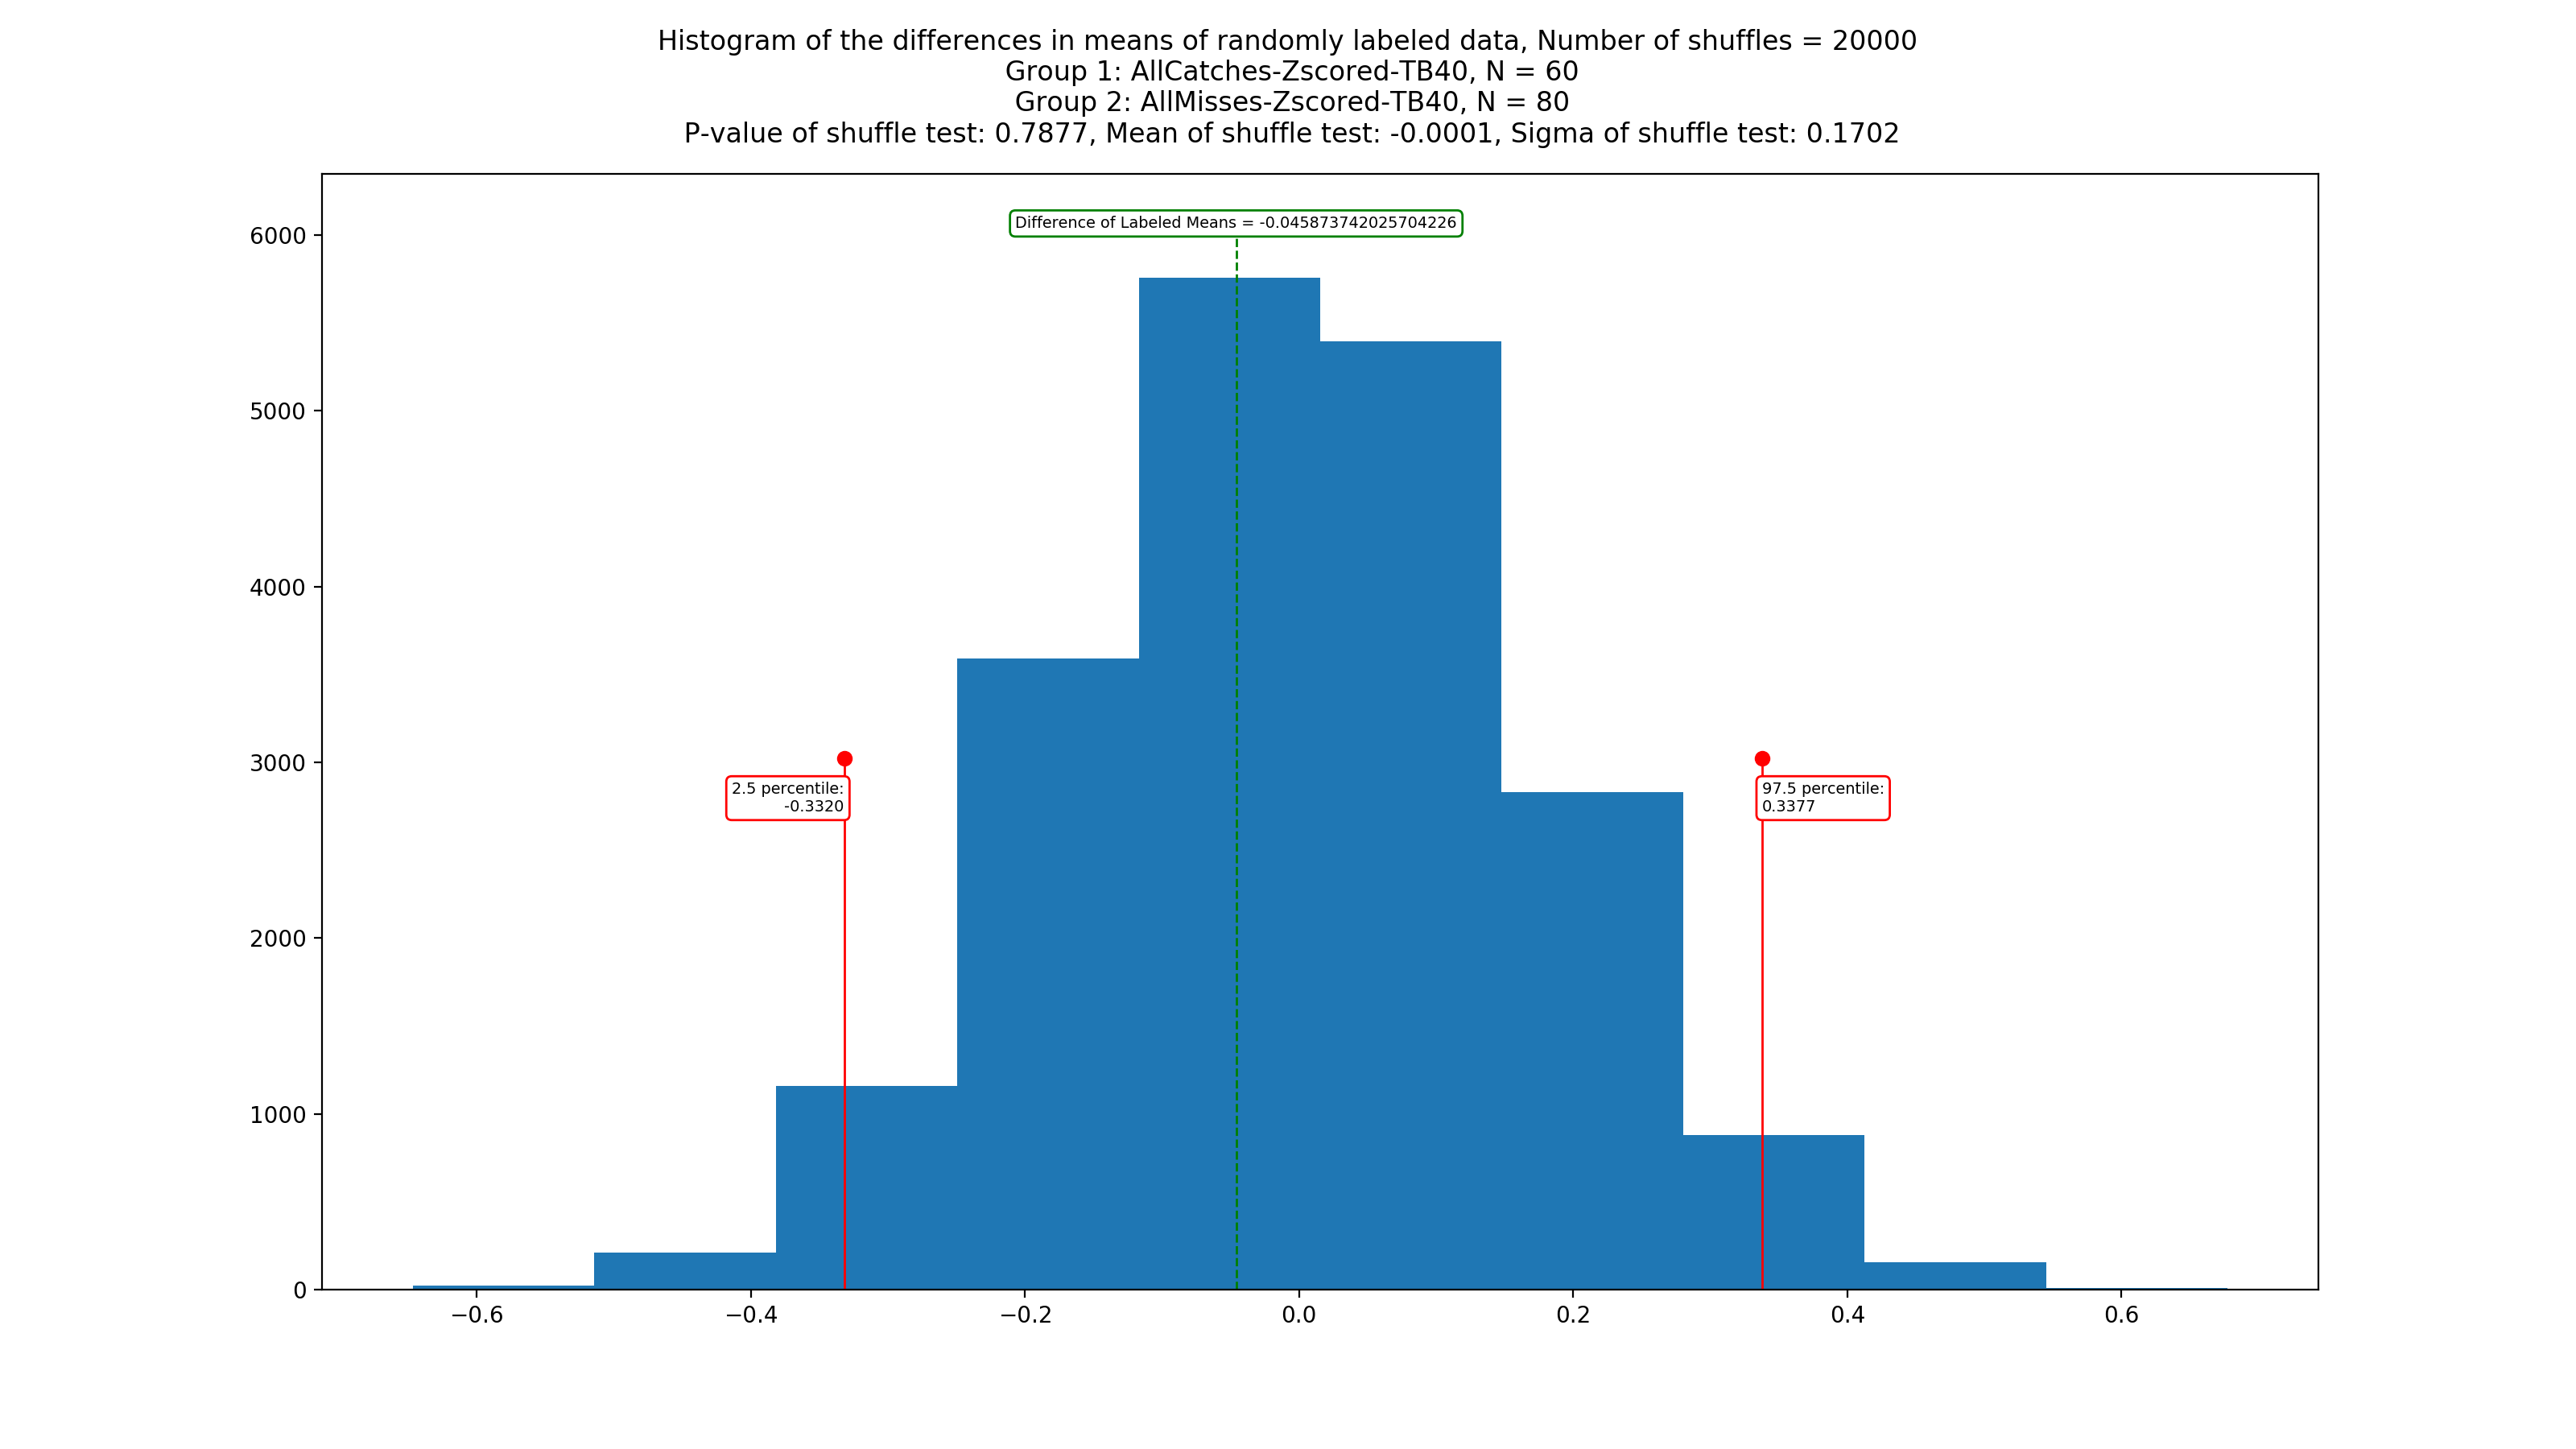 Histogram of the differences in means of randomly labeled data, Number of shuffles = 20000
Group 1: AllCatches-Zscored-TB40, N = 60
Group 2: AllMisses-Zscored-TB40, N = 80
P-value of shuffle test: 0.7877, Mean of shuffle test: -0.0001, Sigma of shuffle test: 0.1702
Difference of Labeled Means = -0.045873742025704226
6000
5000
4000
3000
2.5 percentile:
-0.3320
97.5 percentile:
0.3377
2000
1000
0
−0.6
−0.4
−0.2
0.0
0.2
0.4
0.6